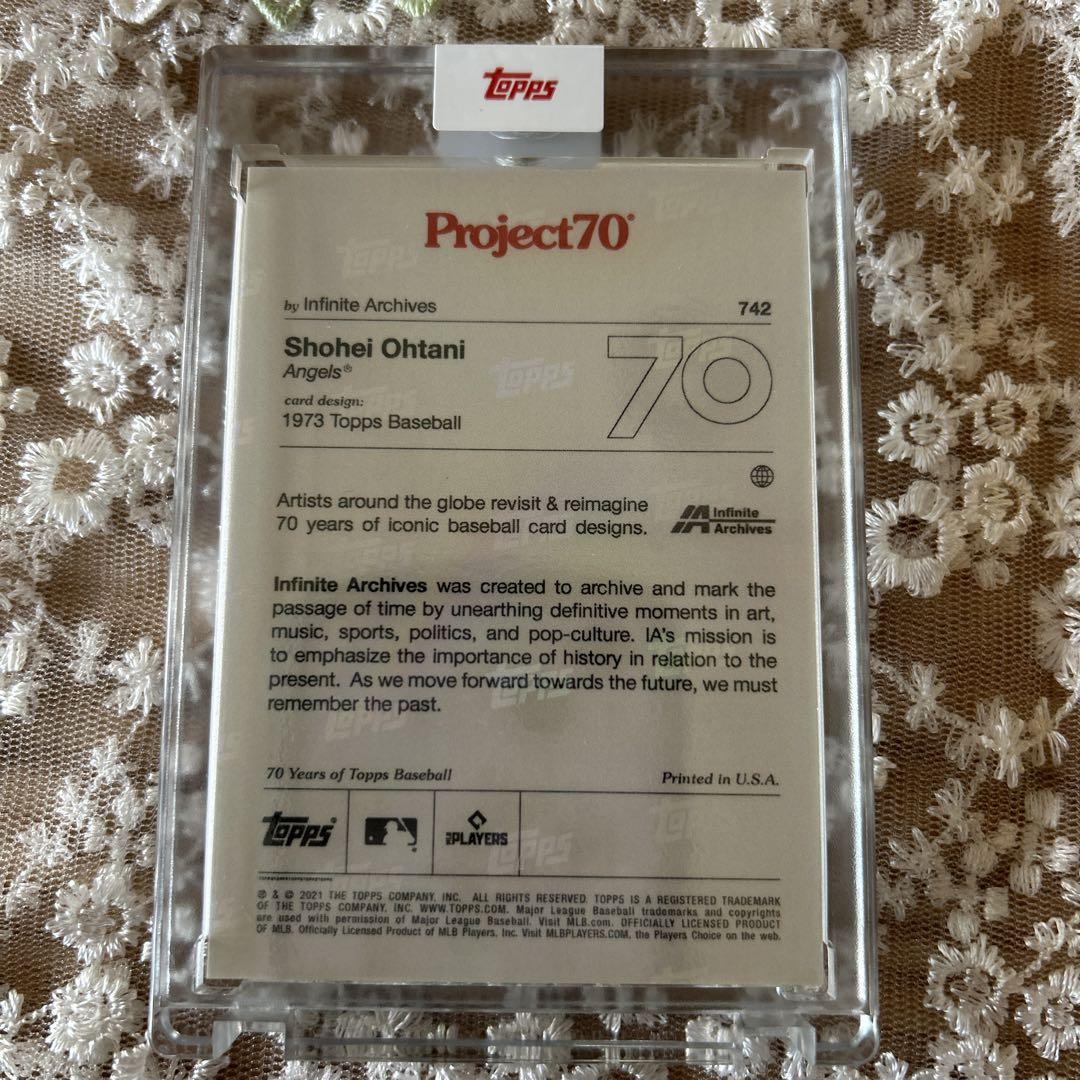 Topps
Project70®
by Infinite Archives 742
Shohei Ohtani
Angels®
card design:
1973 Topps Baseball
70
Artists around the globe revisit & reimagine
70 years of iconic baseball card designs.
Infinite
Archives
Infinite Archives was created to archive and mark the
passage of time by unearthing definitive moments in art,
music, sports, politics, and pop-culture. IA's mission is
to emphasize the importance of history in relation to the
present. As we move forward towards the future, we must
remember the past.
70 Years of Topps Baseball Printed in U.S.A.
Topps PLAYERS
® & © 2021 THE TOPPS COMPANY, INC. ALL RIGHTS RESERVED. TOPPS IS A REGISTERED TRADEMARK
OF THE TOPPS COMPANY, INC. WWW.TOPPS.COM. Major League Baseball trademarks and copyrights
are used with permission of Major League Baseball. Visit MLB.com. OFFICIALLY LICENSED PRODUCT
OF MLB. Officially Licensed Product of MLB Players, Inc. Visit MLBPLAYERS.COM, the Players Choice on the web.